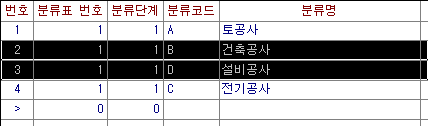 번호 분류표 번호 분류단계 분류코드 분류명
1 1 1 A 토공사
2 1 1 B 건축공사
3 1 1 D 설비공사
4 1 1 C 전기공사
> 0 0